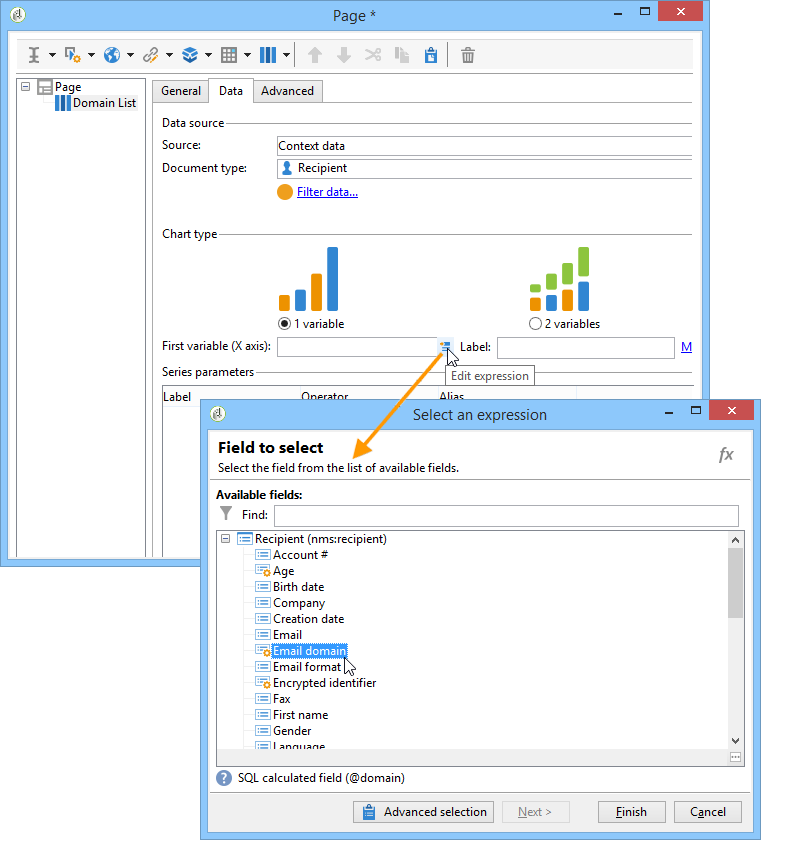 Page *
Page
Domain List
General Data Advanced
Data source
Source: Context data
Document type: Recipient
Filter data...
Chart type
1 variable 2 variables
First variable (X axis): Label: M
Edit expression
Series parameters
Label Operator Alias
Select an expression
Field to select
Select the field from the list of available fields.
fx
Available fields:
Find:
Recipient (nms:recipient)
Account #
Age
Birth date
Company
Creation date
Email
Email domain
Email format
Encrypted identifier
Fax
First name
Gender
Language
SQL calculated field (@domain)
Advanced selection Next > Finish Cancel